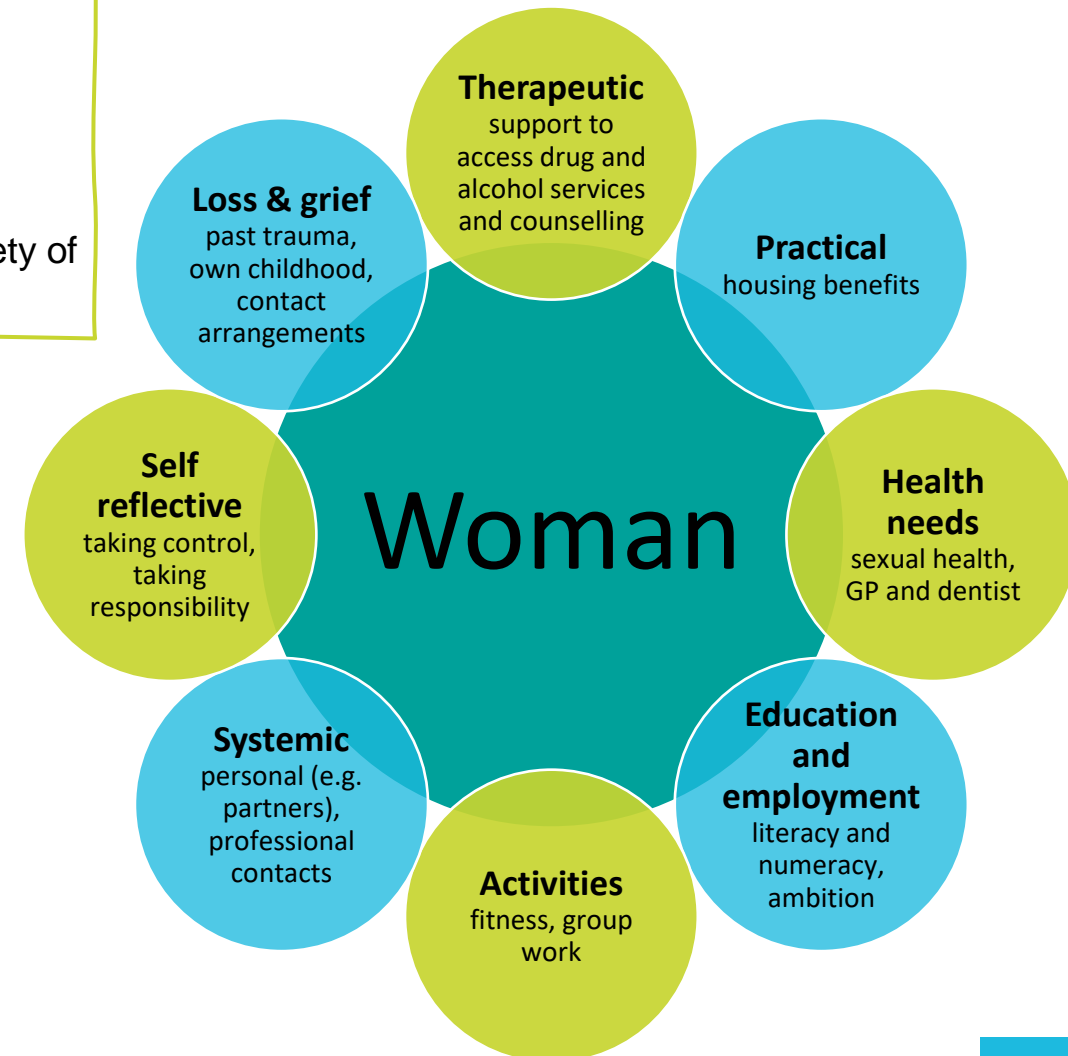 ety of
Therapeutic
support to
access drug and
alcohol services
and counselling
Practical
housing benefits
Health
needs
sexual health,
GP and dentist
Education
and
employment
literacy and
numeracy,
ambition
Activities
fitness, group
work
Systemic
personal (e.g.
partners),
professional
contacts
Self
reflective
taking control,
taking
responsibility
Loss & grief
past trauma,
own childhood,
contact
arrangements
Woman